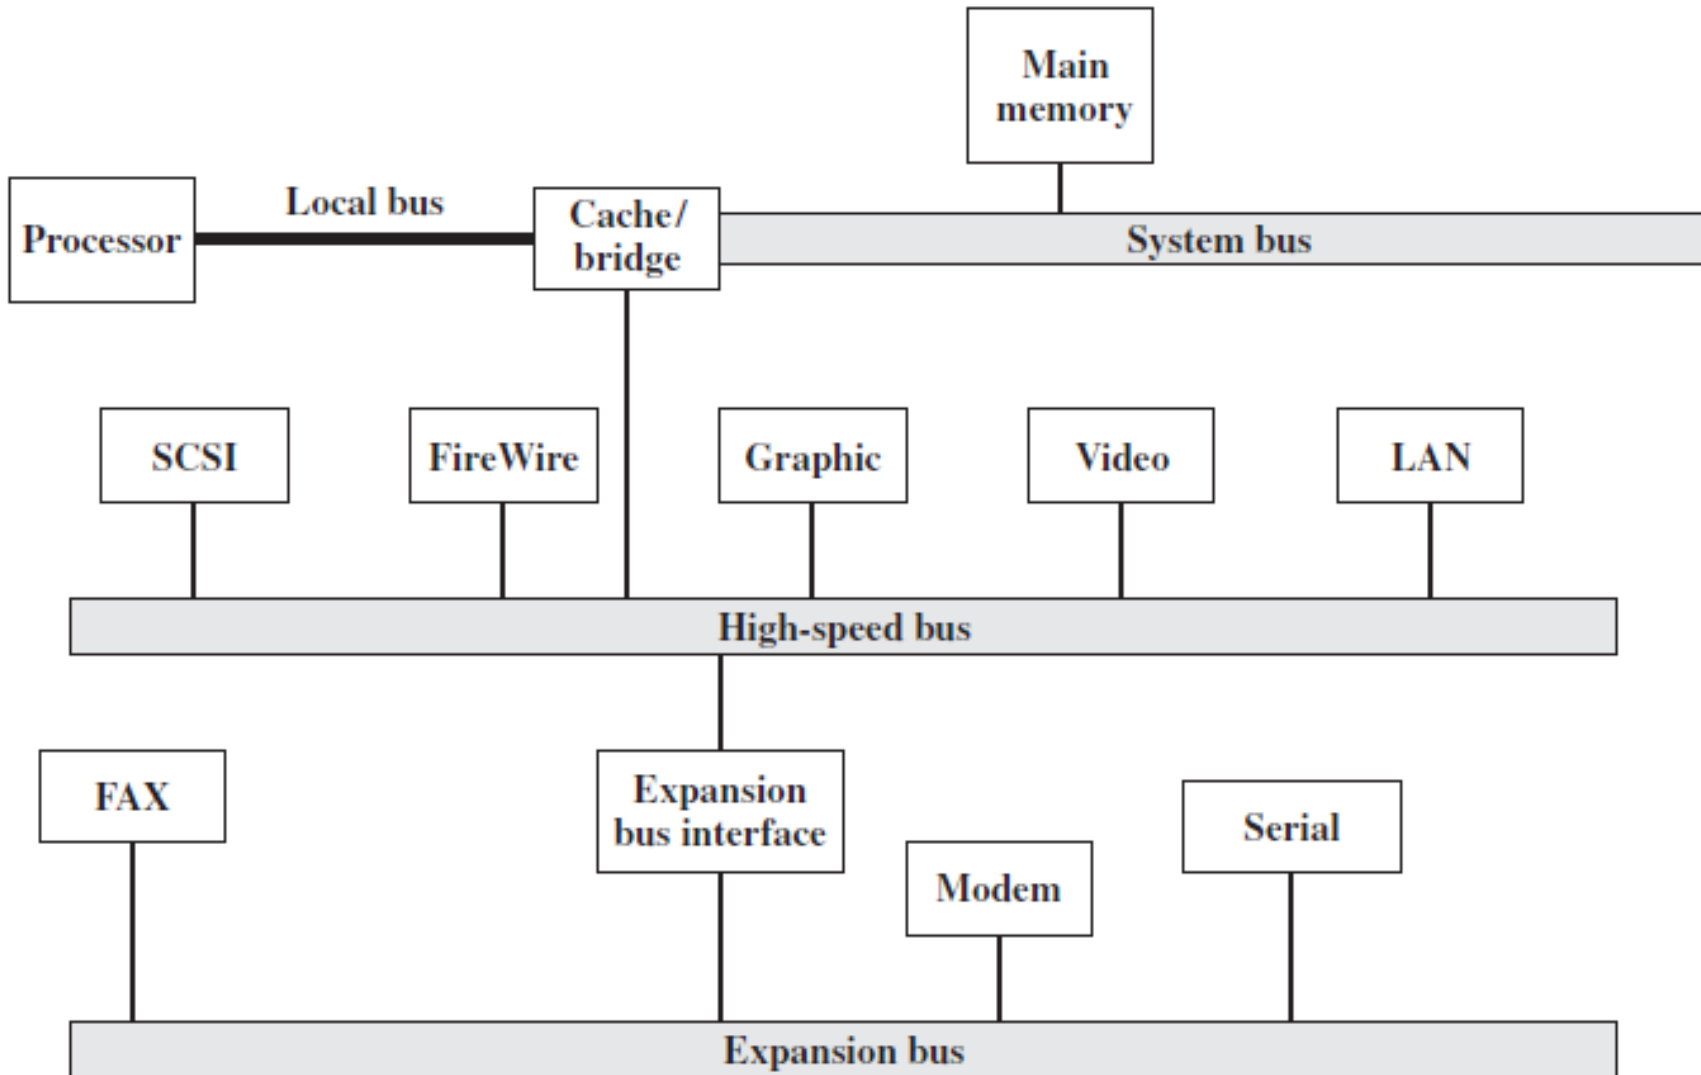 Main
memory
Local bus
Processor
Cache/
bridge
System bus
SCSI
FireWire
Graphic
Video
LAN
High-speed bus
FAX
Expansion
bus interface
Modem
Serial
Expansion bus